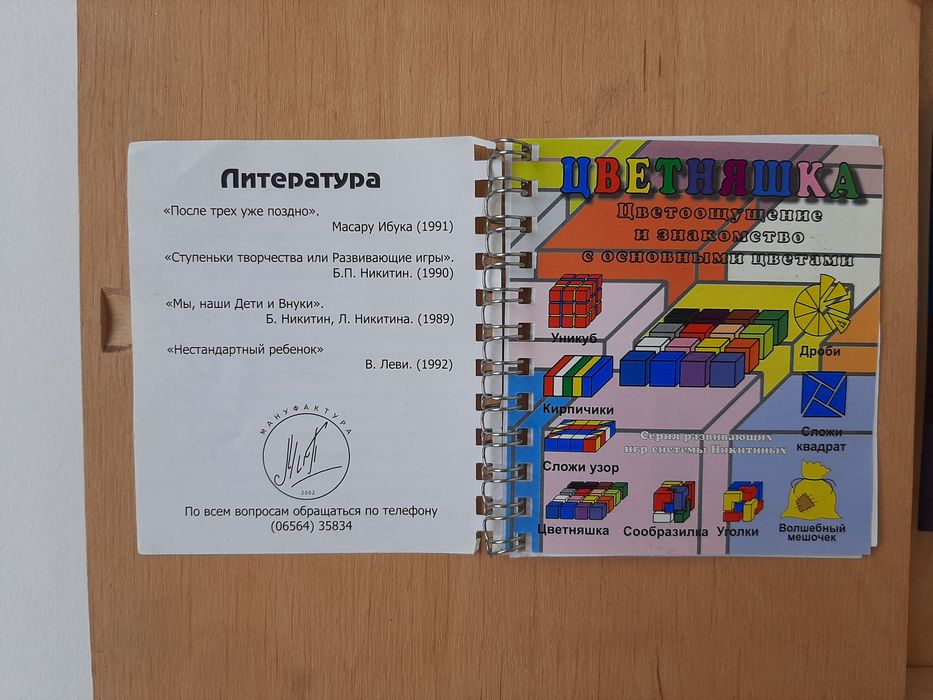 Литература
«После трех уже поздно».
Масару Ибука (1991)
«Ступеньки творчества или Развивающие игры».
Б.П. Никитин. (1990)
«Мы, наши Дети и Внуки».
Б. Никитин, Л. Никитина. (1989)
«Нестандартный ребенок»
В. Леви. (1992)
МАНУФАКТУРА
2002
По всем вопросам обращаться по телефону
(06564) 35834
ЦВЕТНЯШКА
Цветоощущение
и знакомство
с основными цветами
Уникуб
Дроби
Кирпичики
Сложи
квадрат
Серия развивающих
игр системы Никитиных
Сложи узор
Цветняшка
Сообразилка
Уголки
Волшебный
мешочек